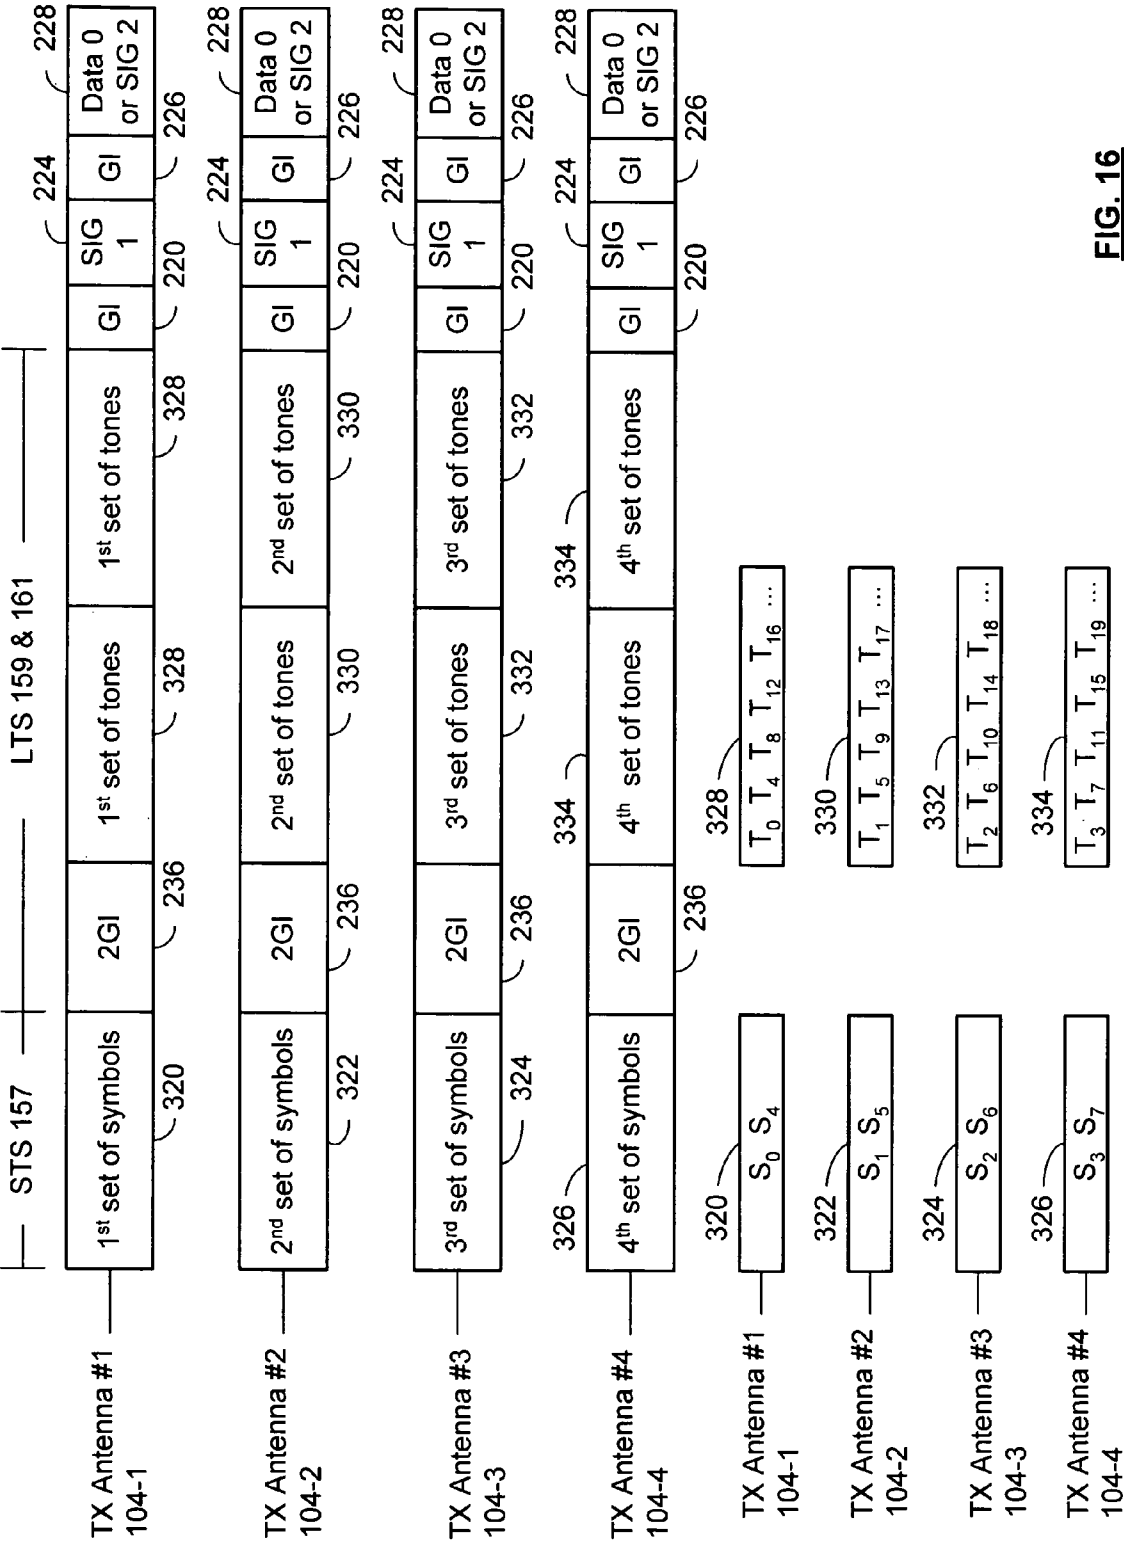 STS 157
LTS 159 & 161
TX Antenna #1
104-1
1st set of symbols
320
2GI
236
1st set of tones
328
1st set of tones
328
GI
220
SIG
1
224
GI
226
Data 0
or SIG 2
228
TX Antenna #2
104-2
2nd set of symbols
322
2GI
236
2nd set of tones
330
2nd set of tones
330
GI
220
SIG
1
224
GI
226
Data 0
or SIG 2
228
TX Antenna #3
104-3
3rd set of symbols
324
2GI
236
3rd set of tones
332
3rd set of tones
332
GI
220
SIG
1
224
GI
226
Data 0
or SIG 2
228
TX Antenna #4
104-4
326
4th set of symbols
2GI
236
334
4th set of tones
334
4th set of tones
GI
220
SIG
1
224
GI
226
Data 0
or SIG 2
228
TX Antenna #1
104-1
320
S0 S4
328
T0 T4 T8 T12 T16 ...
TX Antenna #2
104-2
322
S1 S5
330
T1 T5 T9 T13 T17 ...
TX Antenna #3
104-3
324
S2 S6
332
T2 T6 T10 T14 T18 ...
TX Antenna #4
104-4
326
S3 S7
334
T3 T7 T11 T15 T19 ...
FIG. 16